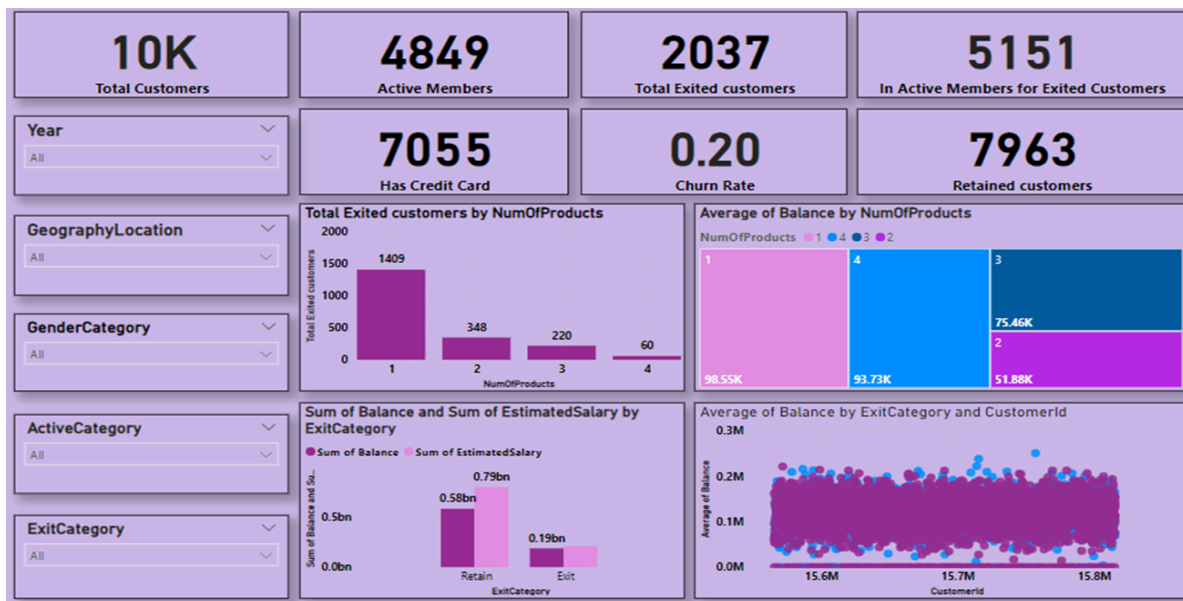 10K
Total Customers
4849
Active Members
2037
Total Exited customers
5151
In Active Members for Exited Customers
Year
All
7055
Has Credit Card
0.20
Churn Rate
7963
Retained customers
GeographyLocation
All
GenderCategory
All
ActiveCategory
All
ExitCategory
All
Total Exited customers by NumOfProducts
Total Exited customers
2000
1500
1000
500
0
1409
348
220
60
1 2 3 4
NumOfProducts
Average of Balance by NumOfProducts
NumOfProducts 1 4 3 2
1
98.55K
4
93.73K
3
75.46K
2
51.88K
Sum of Balance and Sum of EstimatedSalary by
ExitCategory
Sum of Balance Sum of EstimatedSalary
Sum of Balance and Su...
0.5bn
0.0bn
0.58bn
0.79bn
0.19bn
Retain Exit
ExitCategory
Average of Balance by ExitCategory and CustomerId
Average of Balance
0.3M
0.2M
0.1M
0.0M
15.6M 15.7M 15.8M
CustomerId